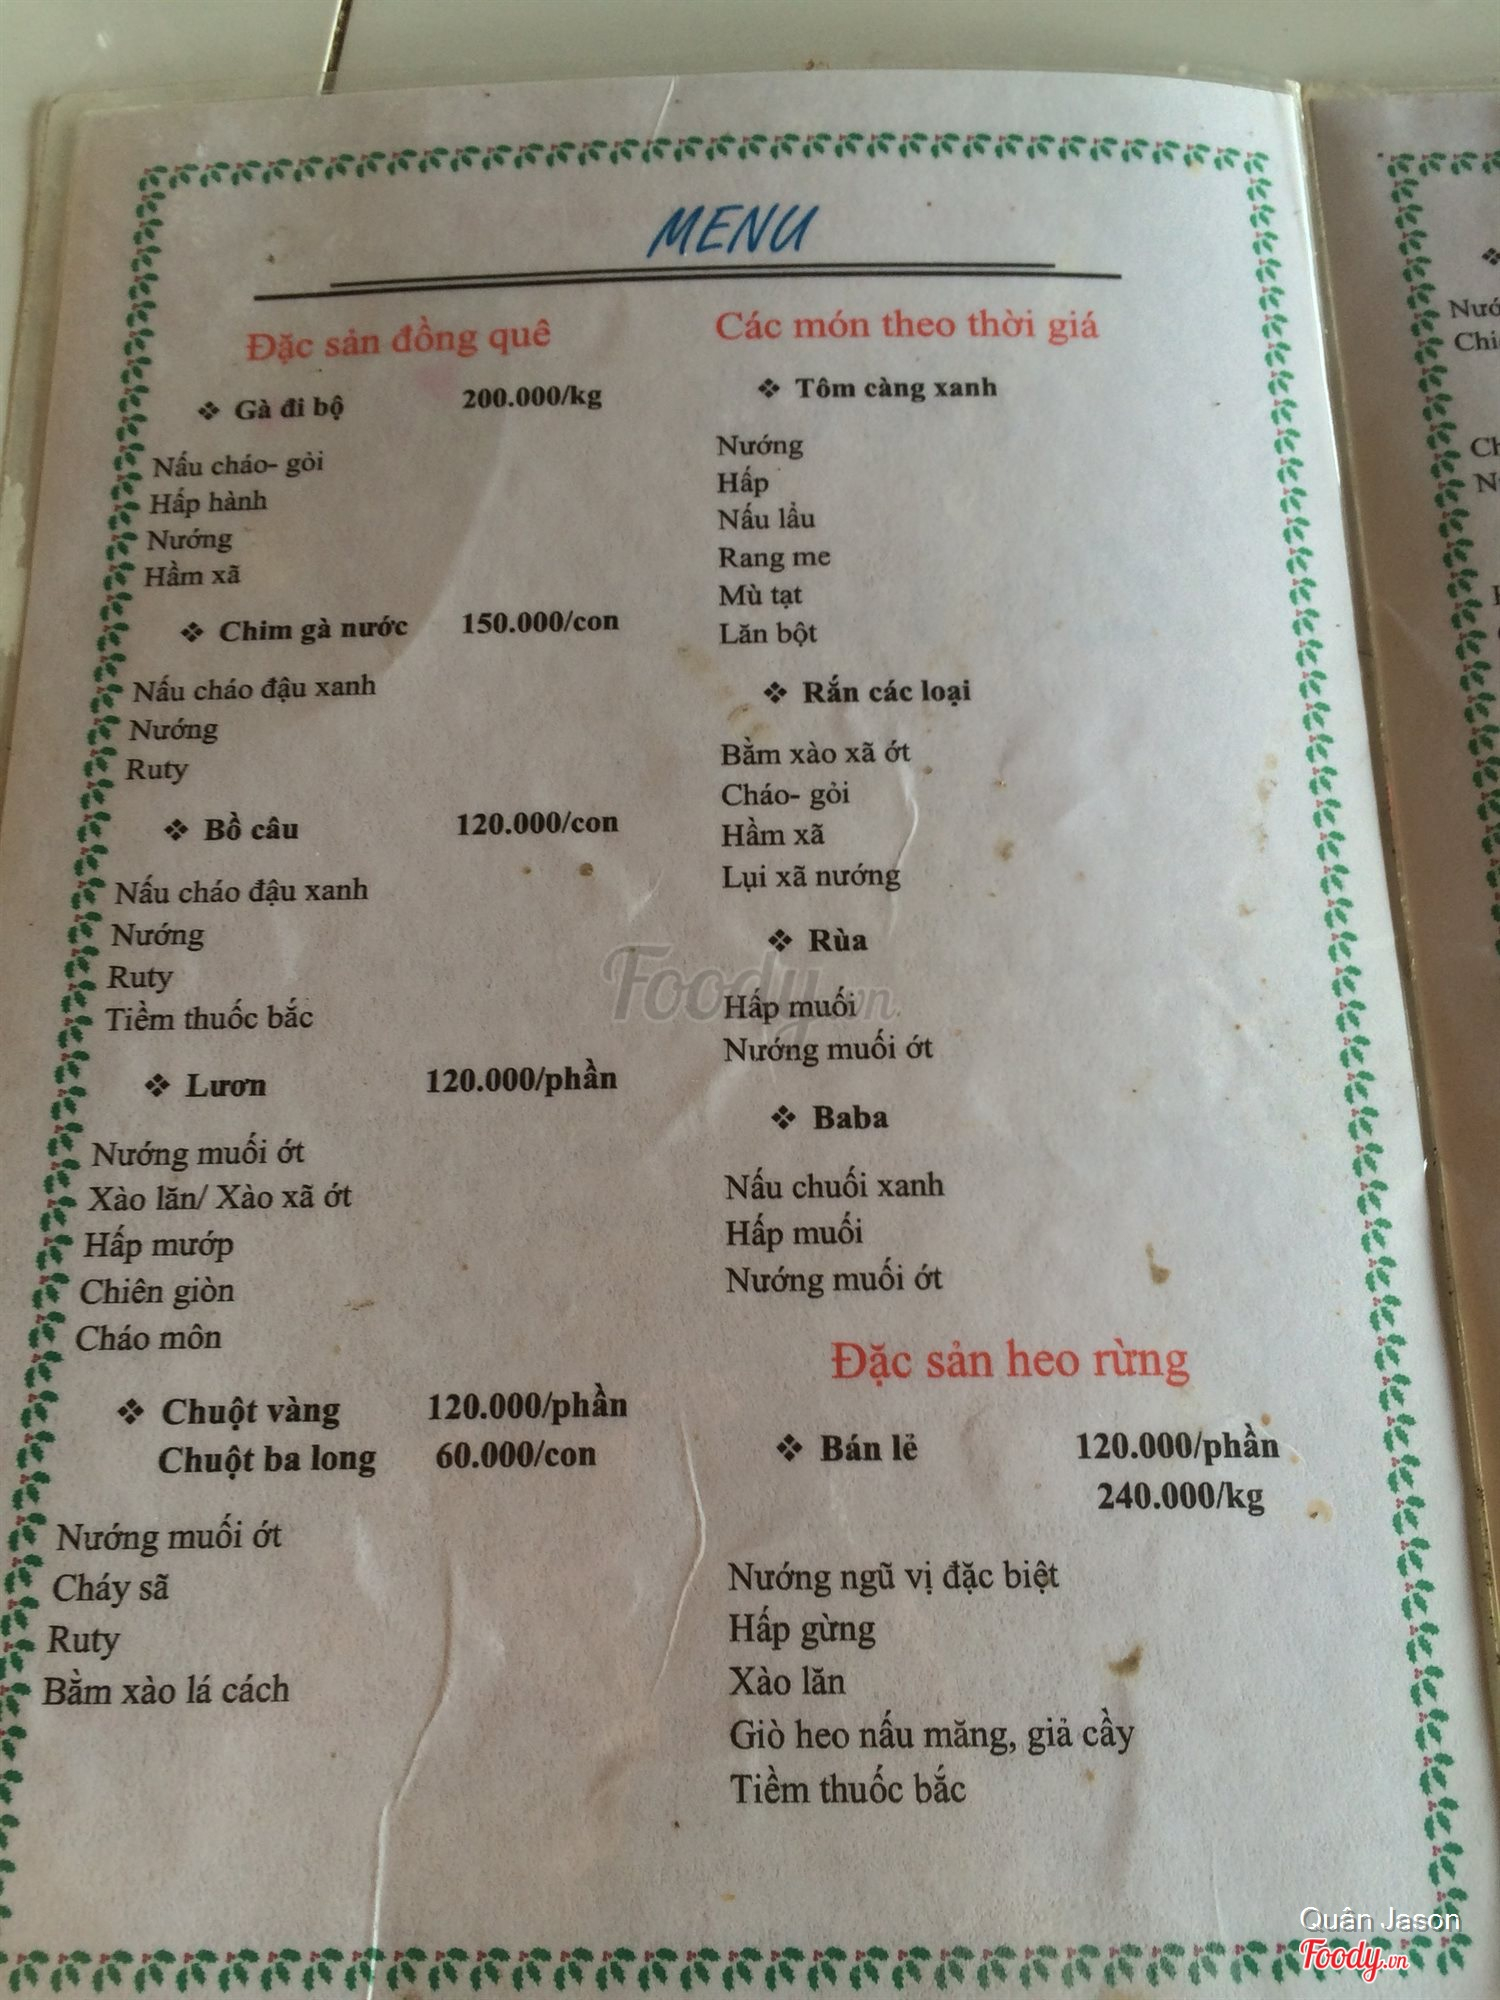 MENU
Đặc sản đồng quê
❖ Gà đi bộ 200.000/kg
Nấu cháo- gỏi
Hấp hành
Nướng
Hầm xã
❖ Chim gà nước 150.000/con
Nấu cháo đậu xanh
Nướng
Ruty
❖ Bồ câu 120.000/con
Nấu cháo đậu xanh
Nướng
Ruty
Tiềm thuốc bắc
❖ Lươn 120.000/phần
Nướng muối ớt
Xào lăn/ Xào xã ớt
Hấp mướp
Chiên giòn
Cháo môn
❖ Chuột vàng 120.000/phần
Chuột ba long 60.000/con
Nướng muối ớt
Cháy sã
Ruty
Bằm xào lá cách
Các món theo thời giá
❖ Tôm càng xanh
Nướng
Hấp
Nấu lẩu
Rang me
Mù tạt
Lăn bột
❖ Rắn các loại
Bằm xào xã ớt
Cháo- gỏi
Hầm xã
Lụi xã nướng
❖ Rùa
Hấp muối
Nướng muối ớt
❖ Baba
Nấu chuối xanh
Hấp muối
Nướng muối ớt
Đặc sản heo rừng
❖ Bán lẻ 120.000/phần
240.000/kg
Nướng ngũ vị đặc biệt
Hấp gừng
Xào lăn
Giò heo nấu măng, giả cầy
Tiềm thuốc bắc
Foody.vn
Quân Jason
Foody.vn